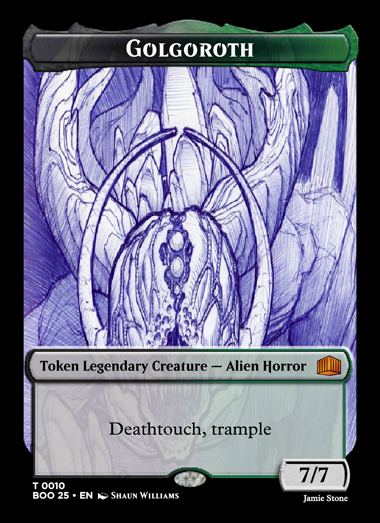 Golgoroth
Token Legendary Creature — Alien Horror
Deathtouch, trample
7/7
T 0010
BOO 25 • EN Shaun Williams
Jamie Stone